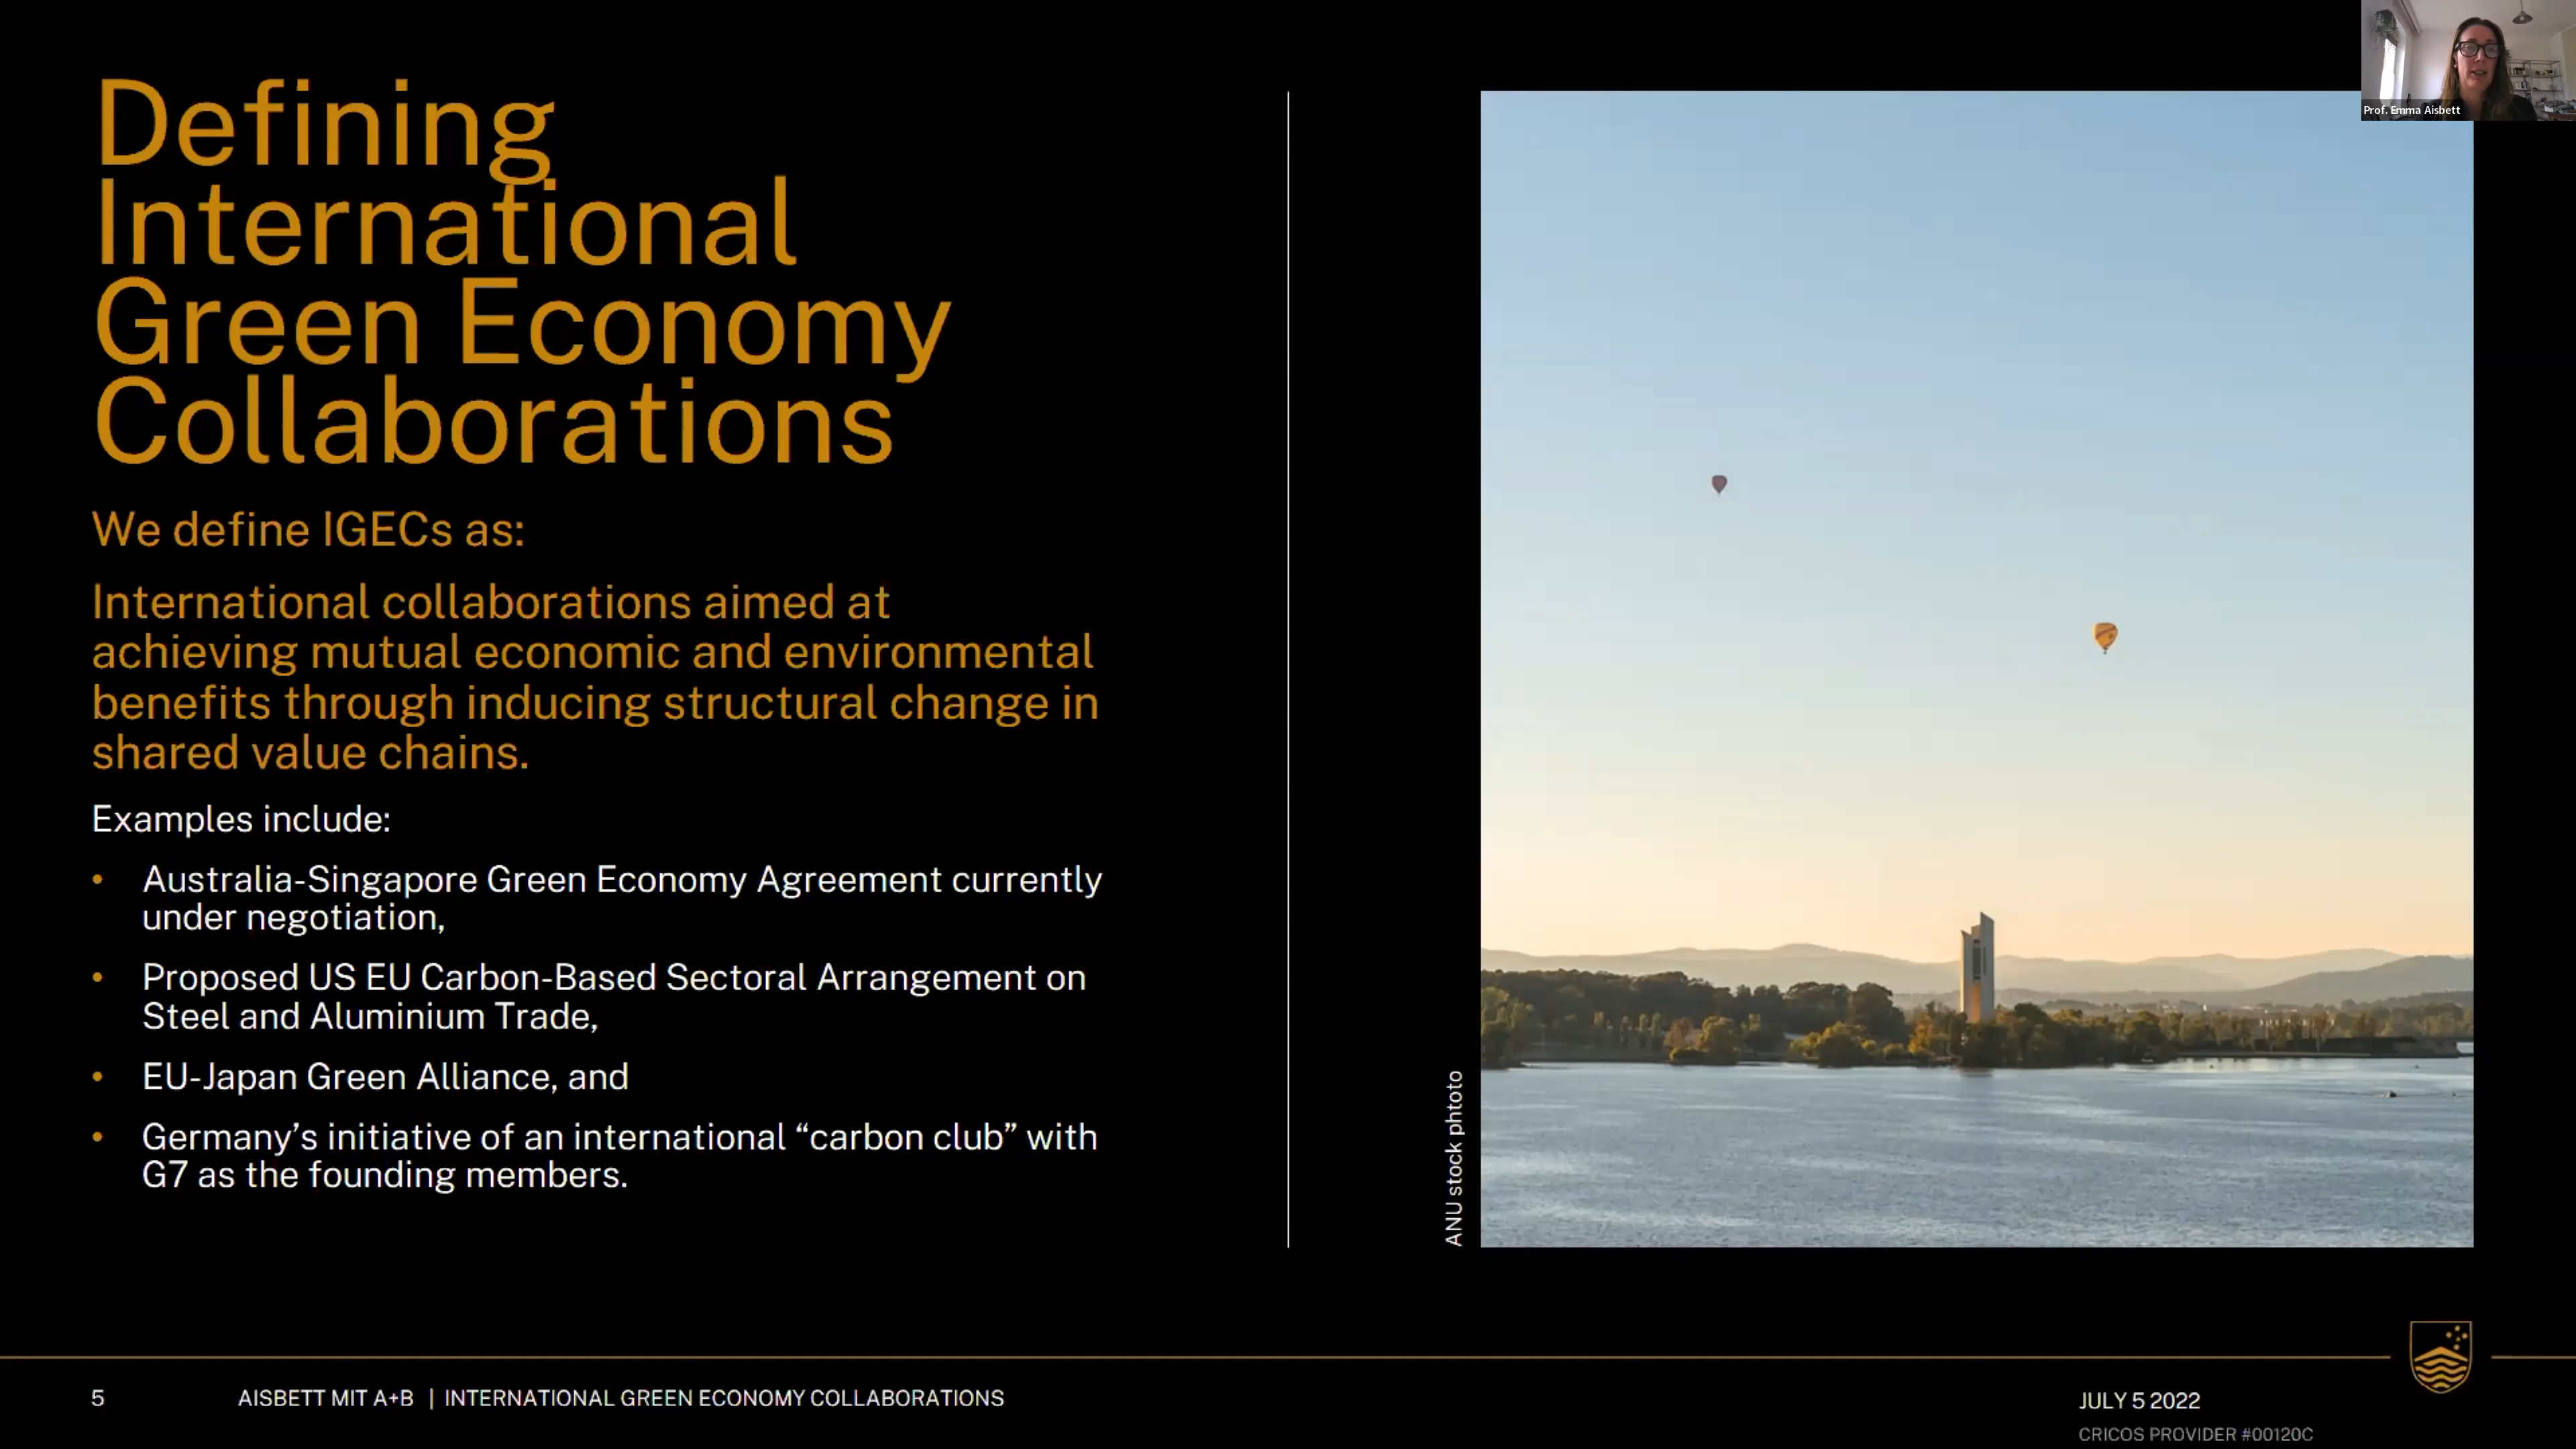 Defining
International
Green Economy
Collaborations
We define IGECs as:
International collaborations aimed at
achieving mutual economic and environmental
benefits through inducing structural change in
shared value chains.
Examples include:
• Australia-Singapore Green Economy Agreement currently
under negotiation,
• Proposed US EU Carbon-Based Sectoral Arrangement on
Steel and Aluminium Trade,
• EU-Japan Green Alliance, and
• Germany’s initiative of an international “carbon club” with
G7 as the founding members.
ANU stock phtoto
Prof. Emma Aisbett
5 AISBETT MIT A+B | INTERNATIONAL GREEN ECONOMY COLLABORATIONS
JULY 5 2022
CRICOS PROVIDER #00120C